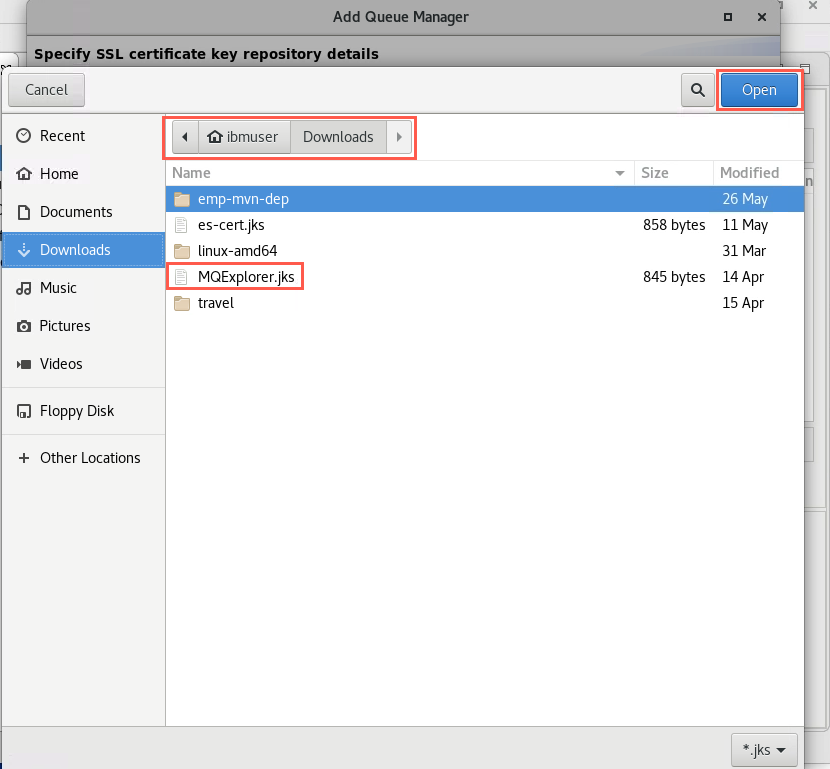 Add Queue Manager
Specify SSL certificate key repository details
Cancel
Open
Recent
Home
Documents
Downloads
Music
Pictures
Videos
Floppy Disk
Other Locations
ibmuser Downloads
Name Size Modified
emp-mvn-dep 26 May
es-cert.jks 858 bytes 11 May
linux-amd64 31 Mar
MQExplorer.jks 845 bytes 14 Apr
travel 15 Apr
*.jks